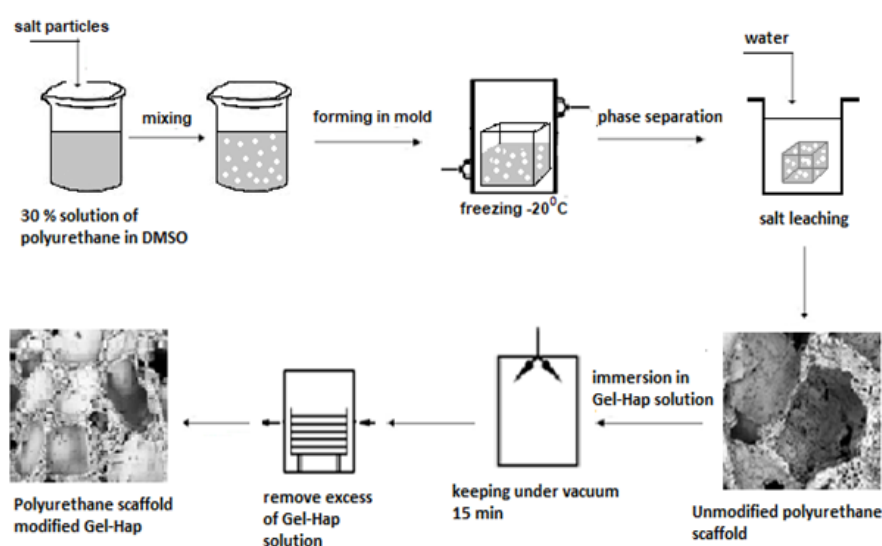 salt particles
mixing
30 % solution of
polyurethane in DMSO
forming in mold
freezing -20⁰C
phase separation
water
salt leaching
Unmodified polyurethane
scaffold
immersion in
Gel-Hap
solution
keeping under vacuum
15 min
remove excess
of Gel-Hap
solution
Polyurethane scaffold
modified Gel-Hap